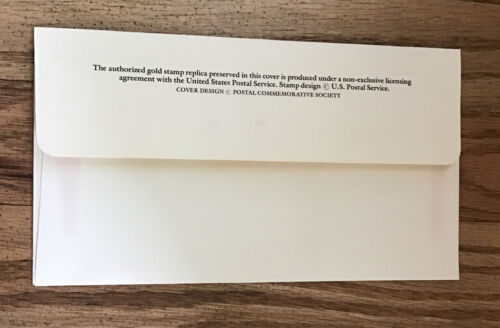 The authorized gold stamp replica preserved in this cover is produced under a non-exclusive licensing
agreement with the United States Postal Service. Stamp design © U.S. Postal Service.
COVER DESIGN © POSTAL COMMEMORATIVE SOCIETY